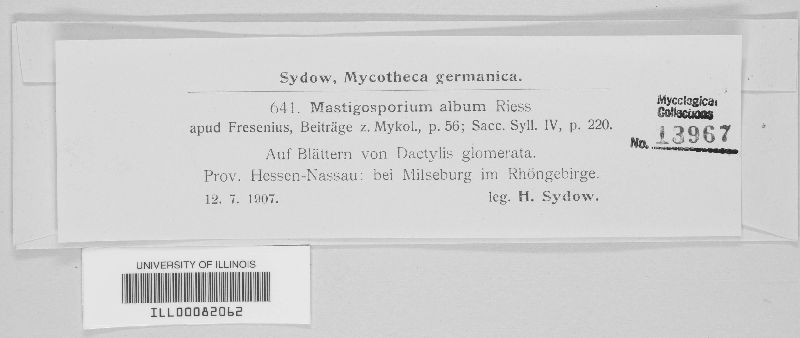 Sydow, Mycotheca germanica.
641. Mastigosporium album Riess
apud Fresenius, Beiträge z. Mykol., p. 56; Sacc. Syll. IV, p. 220.
Auf Blättern von Dactylis glomerata.
Prov. Hessen-Nassau: bei Milseburg im Rhöngebirge.
12. 7. 1907. leg. H. Sydow.
Mycological
Collections
No. 13967
UNIVERSITY OF ILLINOIS
ILL00082062